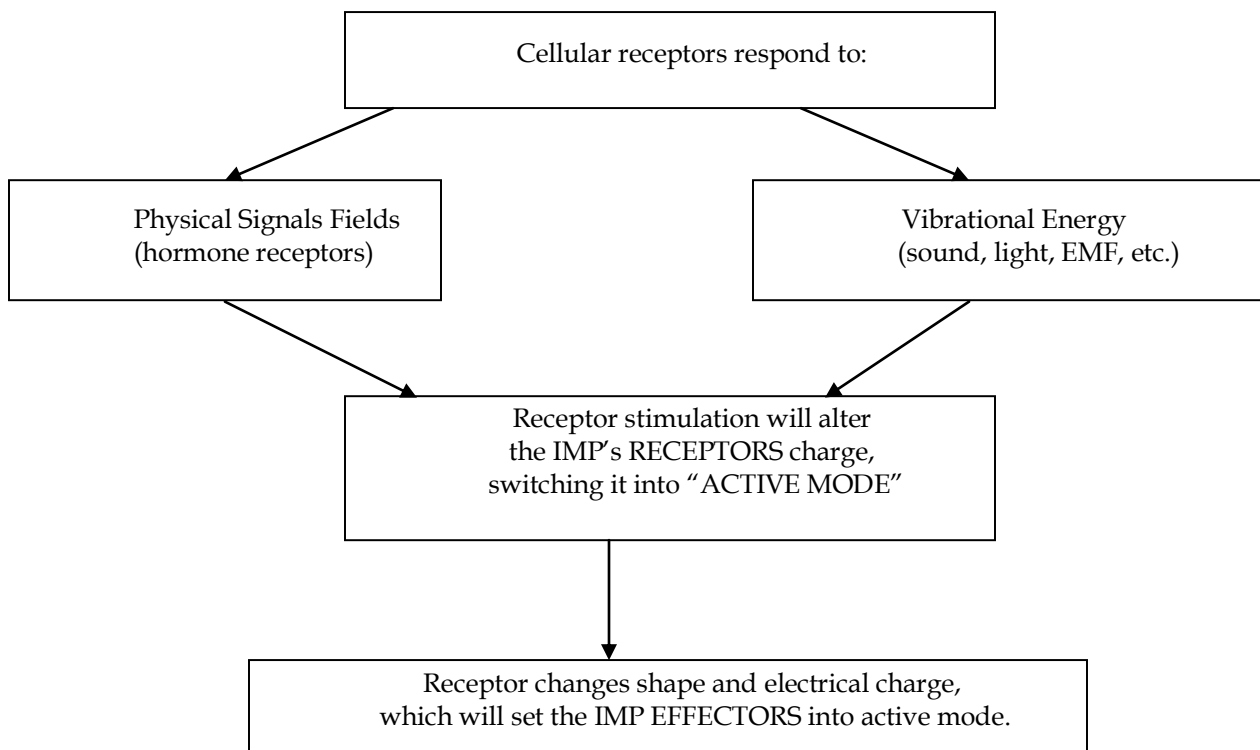 Cellular receptors respond to:
Physical Signals Fields
(hormone receptors)
Vibrational Energy
(sound, light, EMF, etc.)
Receptor stimulation will alter
the IMP’s RECEPTORS charge,
switching it into “ACTIVE MODE”
Receptor changes shape and electrical charge,
which will set the IMP EFFECTORS into active mode.